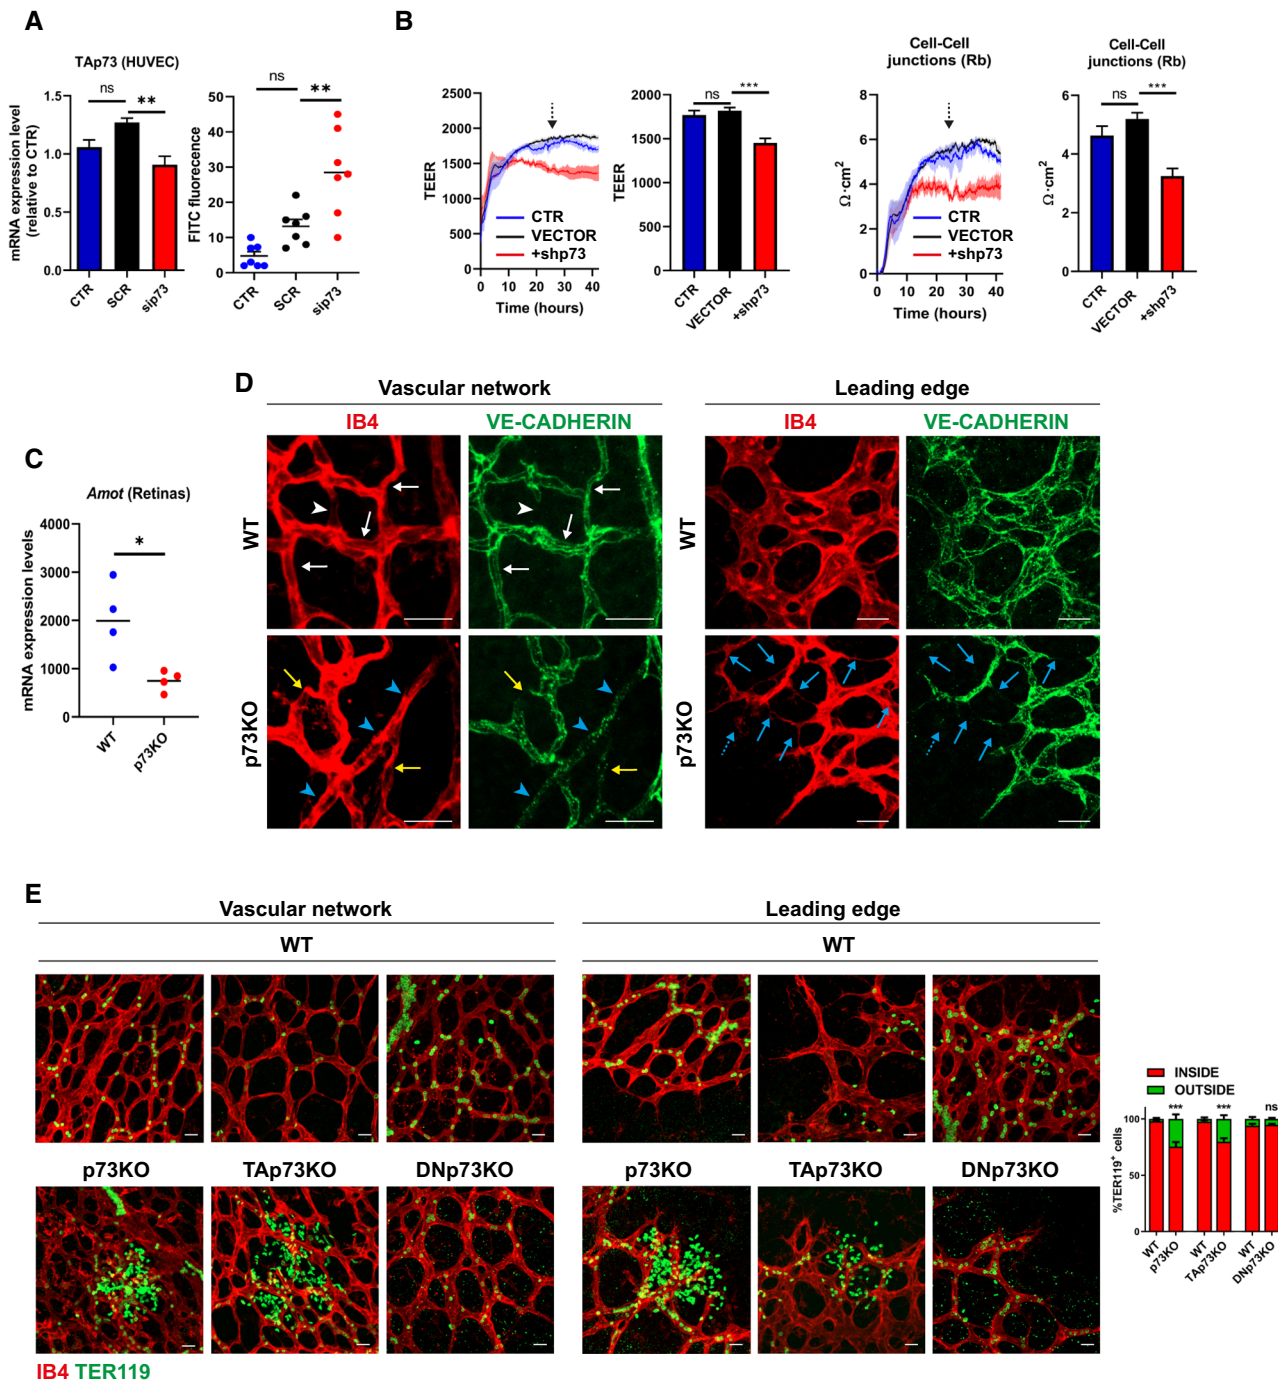 A
TAp73 (HUVEC)
mRNA expression level
(relative to CTR)
1.5
1.0
0.5
0.0
ns
**
CTR
SCR
sip73
FITC fluorescence
50
40
30
20
10
0
ns
**
CTR
SCR
sip73
B
TEER
2500
2000
1500
1000
500
0
CTR
VECTOR
+shp73
0 10 20 30 40
Time (hours)
TEER
2000
1500
1000
500
0
ns
***
CTR
VECTOR
+shp73
Cell-Cell
junctions (Rb)
Ω·cm2
8
6
4
2
0
CTR
VECTOR
+shp73
0 10 20 30 40
Time (hours)
Cell-Cell
junctions (Rb)
Ω·cm2
6
4
2
0
ns
***
CTR
VECTOR
+shp73
C
Amot (Retinas)
mRNA expression levels
4000
3000
2000
1000
0
*
WT
p73KO
D
Vascular network
Leading edge
IB4
VE-CADHERIN
IB4
VE-CADHERIN
WT
WT
p73KO
p73KO
E
Vascular network
Leading edge
WT
WT
p73KO
TAp73KO
DNp73KO
p73KO
TAp73KO
DNp73KO
IB4 TER119
INSIDE
OUTSIDE
%TER119+ cells
100
50
0
***
***
ns
WT
p73KO
WT
TAp73KO
WT
DNp73KO